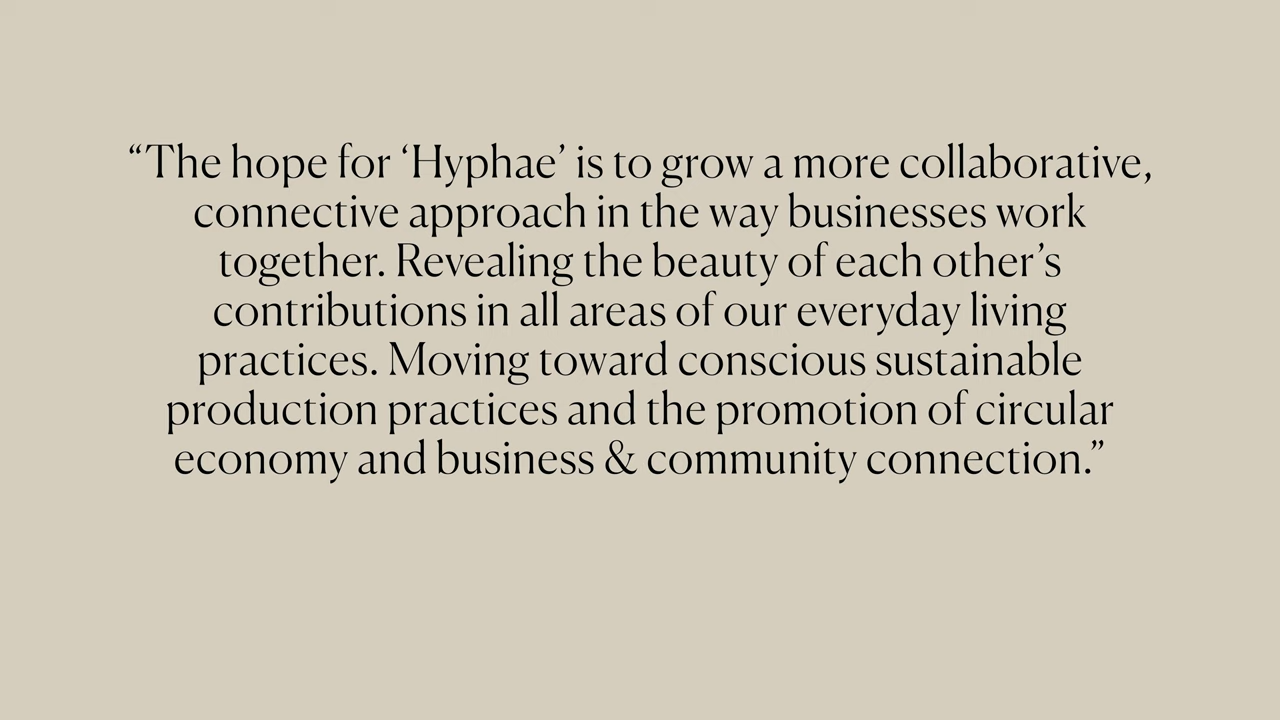 “The hope for ‘Hyphae’ is to grow a more collaborative,
connective approach in the way businesses work
together. Revealing the beauty of each other’s
contributions in all areas of our everyday living
practices. Moving toward conscious sustainable
production practices and the promotion of circular
economy and business & community connection.”